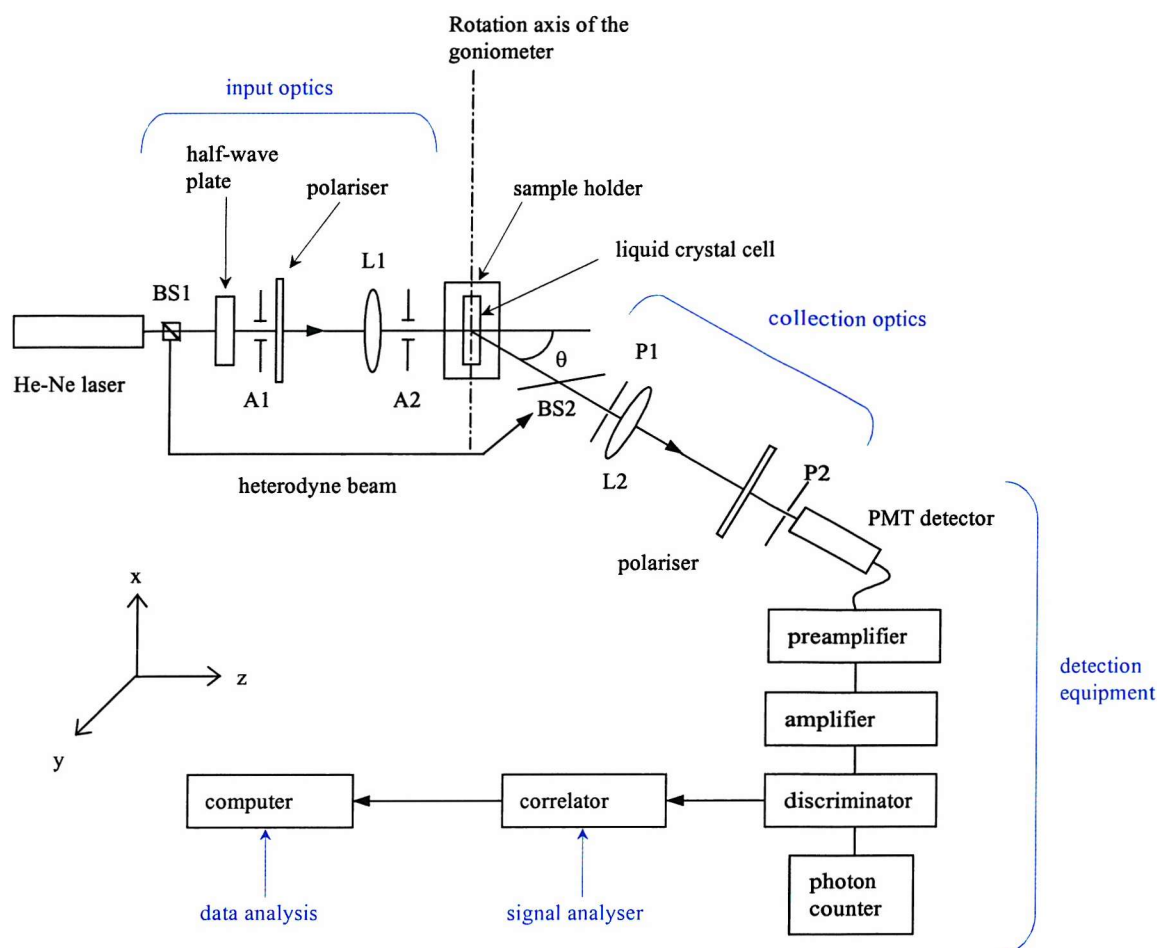 Rotation axis of the
goniometer
input optics
half-wave
plate
polariser
sample holder
liquid crystal cell
L1
BS1
collection optics
P1
θ
He-Ne laser
A1
A2
BS2
L2
heterodyne beam
P2
PMT detector
polariser
x
z
y
preamplifier
detection
equipment
amplifier
computer
correlator
discriminator
photon
counter
data analysis
signal analyser